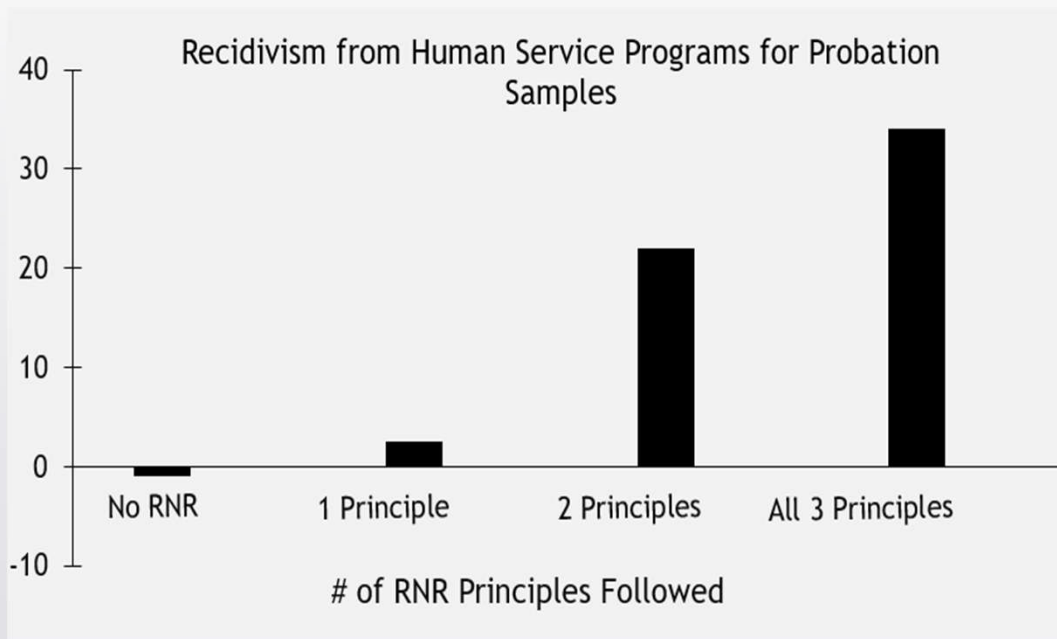 Recidivism from Human Service Programs for Probation
Samples
40
30
20
10
0
-10
No RNR
1 Principle
2 Principles
All 3 Principles
# of RNR Principles Followed